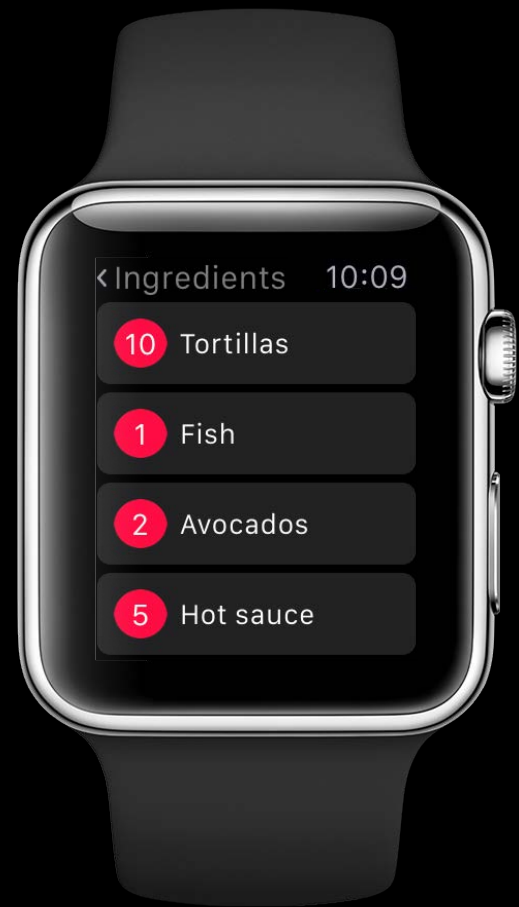 <Ingredients 10:09
10 Tortillas
1 Fish
2 Avocados
5 Hot sauce